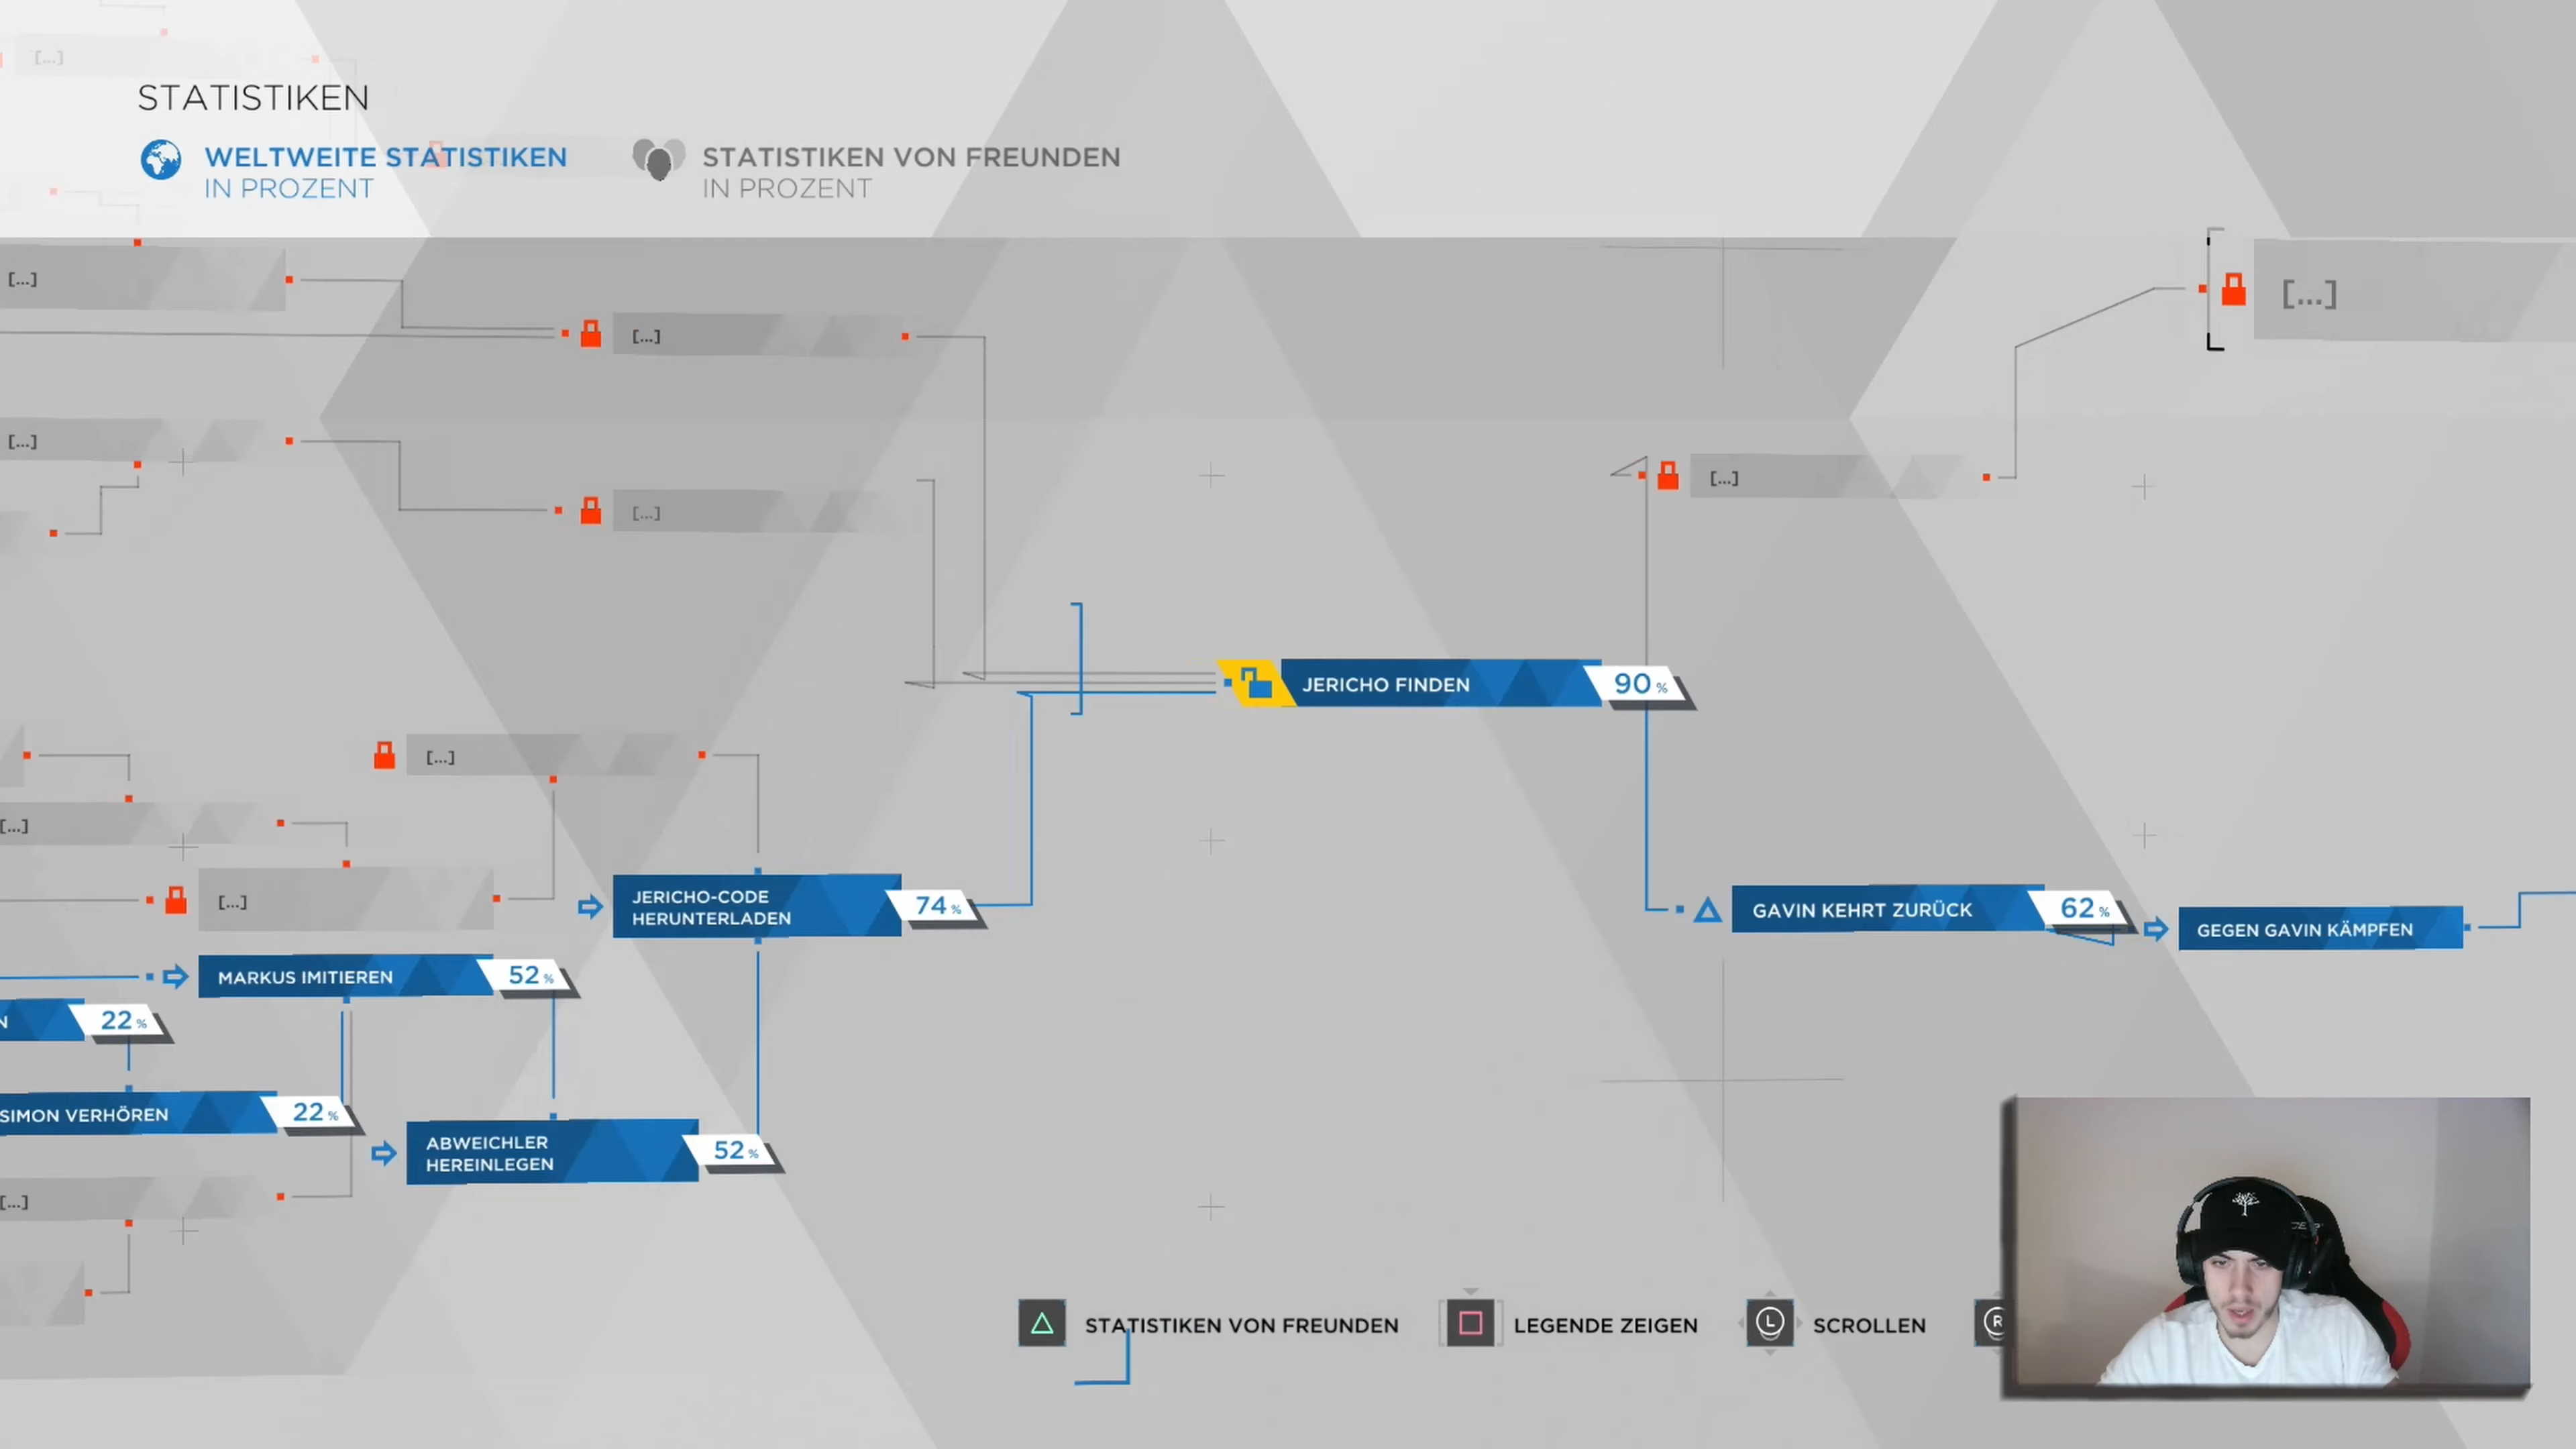 [...]
STATISTIKEN
WELTWEITE STATISTIKEN
IN PROZENT
STATISTIKEN VON FREUNDEN
IN PROZENT
[...]
[...]
[...]
[...]
[...]
[...]
[...]
JERICHO FINDEN
90 %
[...]
[...]
[...]
JERICHO-CODE
HERUNTERLADEN
74 %
GAVIN KEHRT ZURÜCK
62 %
GEGEN GAVIN KÄMPFEN
MARKUS IMITIEREN
52 %
N
22 %
SIMON VERHÖREN
22 %
ABWEICHLER
HEREINLEGEN
52 %
[...]
STATISTIKEN VON FREUNDEN
LEGENDE ZEIGEN
L
SCROLLEN
R